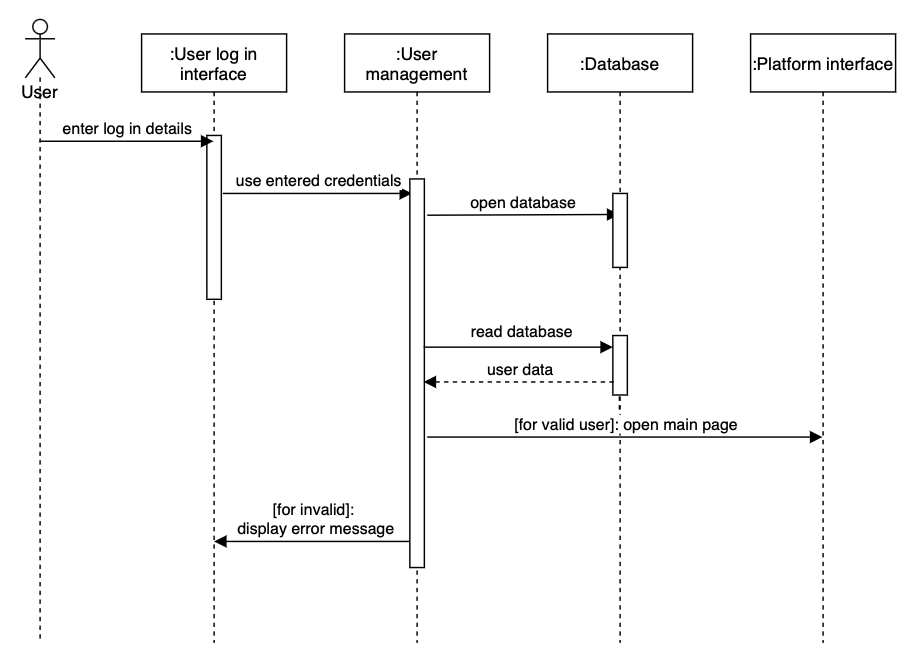 :User log in
interface
:User
management
:Database
:Platform interface
User
enter log in details
use entered credentials
open database
read database
user data
[for valid user]: open main page
[for invalid]:
display error message